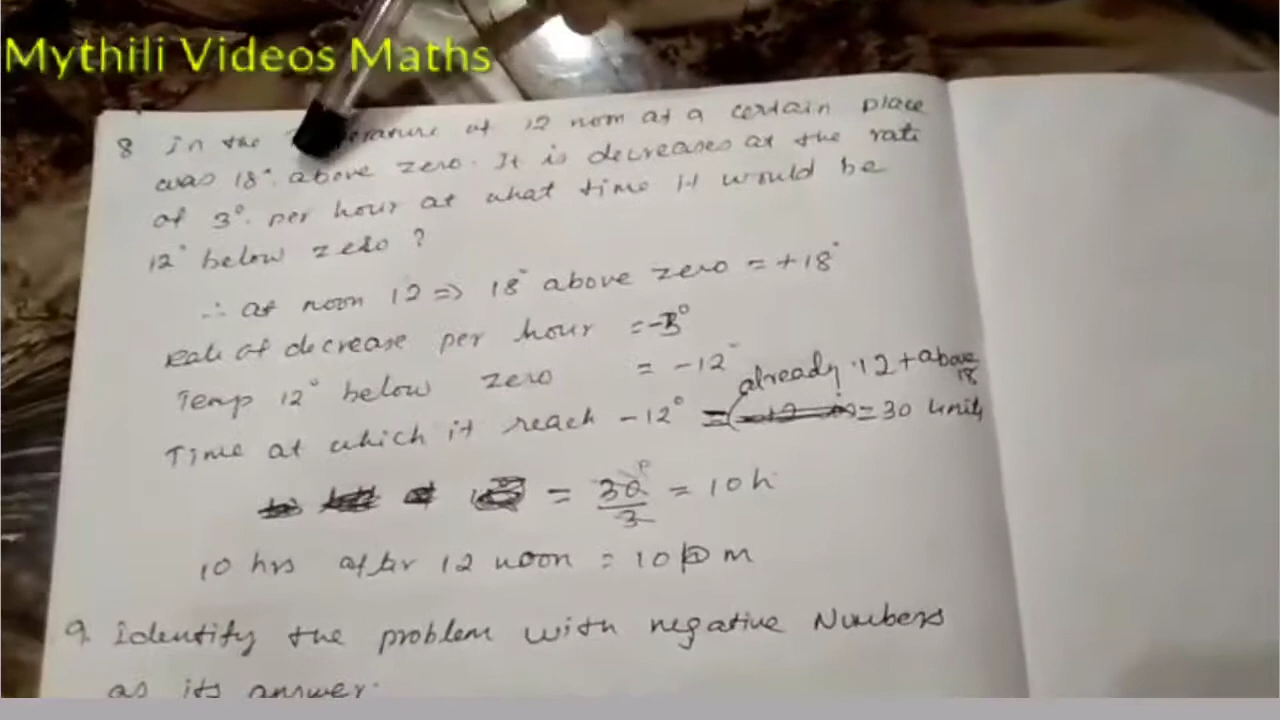 Mythili Videos Maths
8 in the erature at 12 noon at a certain place
was 18° above zero. It is decreases at the rate
of 3° per hour at what time it would be
12° below zero ?
∴ at noon 12 => 18° above zero = +18°
Rate of decrease per hour = -3°
Temp 12° below zero = -12°
already 12 + above 18
Time at which it reach -12° = = 30 units
= 30/3 = 10h
10 hrs after 12 noon = 10 p m
9. Identify the problem with negative Numbers
as its answer.